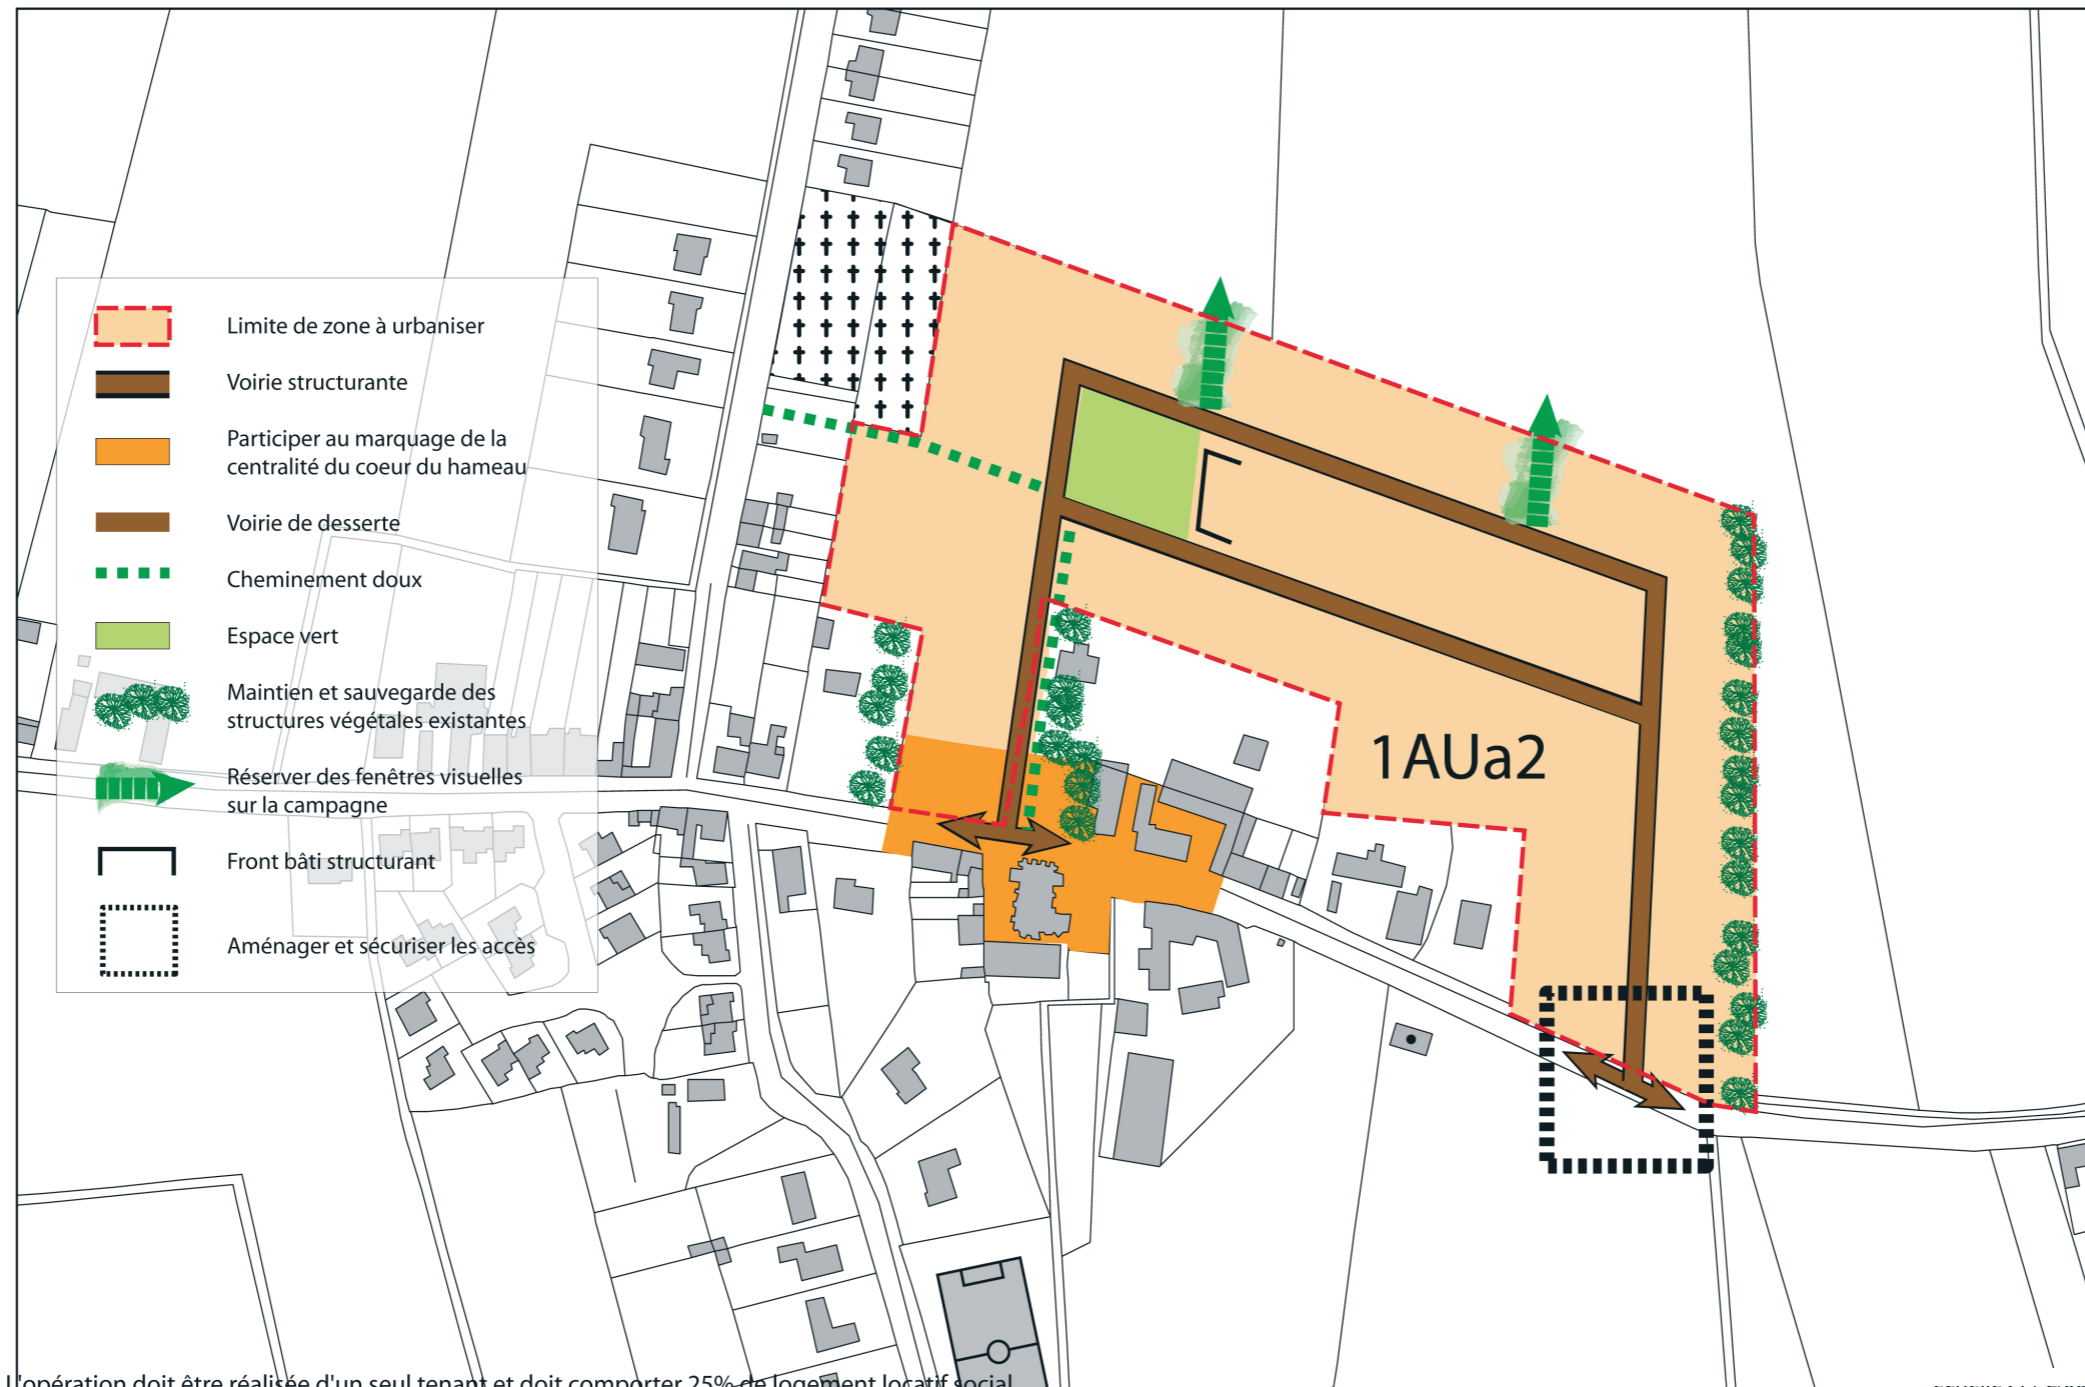 Limite de zone à urbaniser
Voirie structurante
Participer au marquage de la
centralité du coeur du hameau
Voirie de desserte
Cheminement doux
Espace vert
Maintien et sauvegarde des
structures végétales existantes
Réserver des fenêtres visuelles
sur la campagne
Front bâti structurant
Aménager et sécuriser les accès
1AUa2
L'opération doit être réalisée d'un seul tenant et doit comporter 25% de logement locatif social